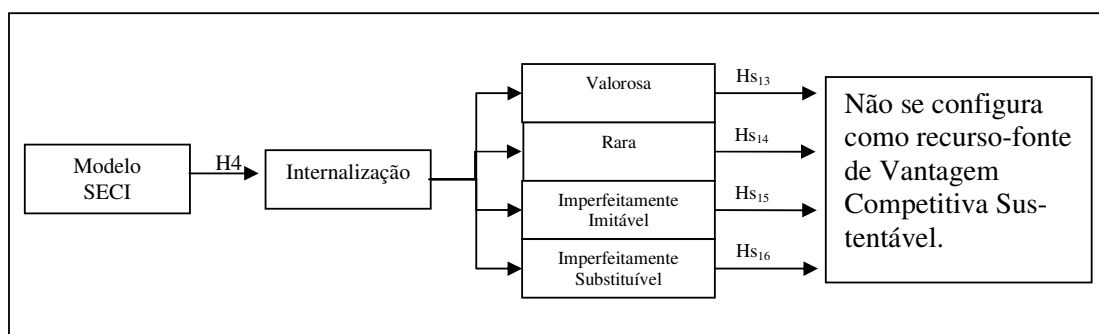 Modelo
SECI
H4
Internalização
Valorosa
Rara
Imperfeitamente
Imitável
Imperfeitamente
Substituível
Hs13
Hs14
Hs15
Hs16
Não se configura
como recurso-fonte
de Vantagem
Competitiva Sus-
tentável.